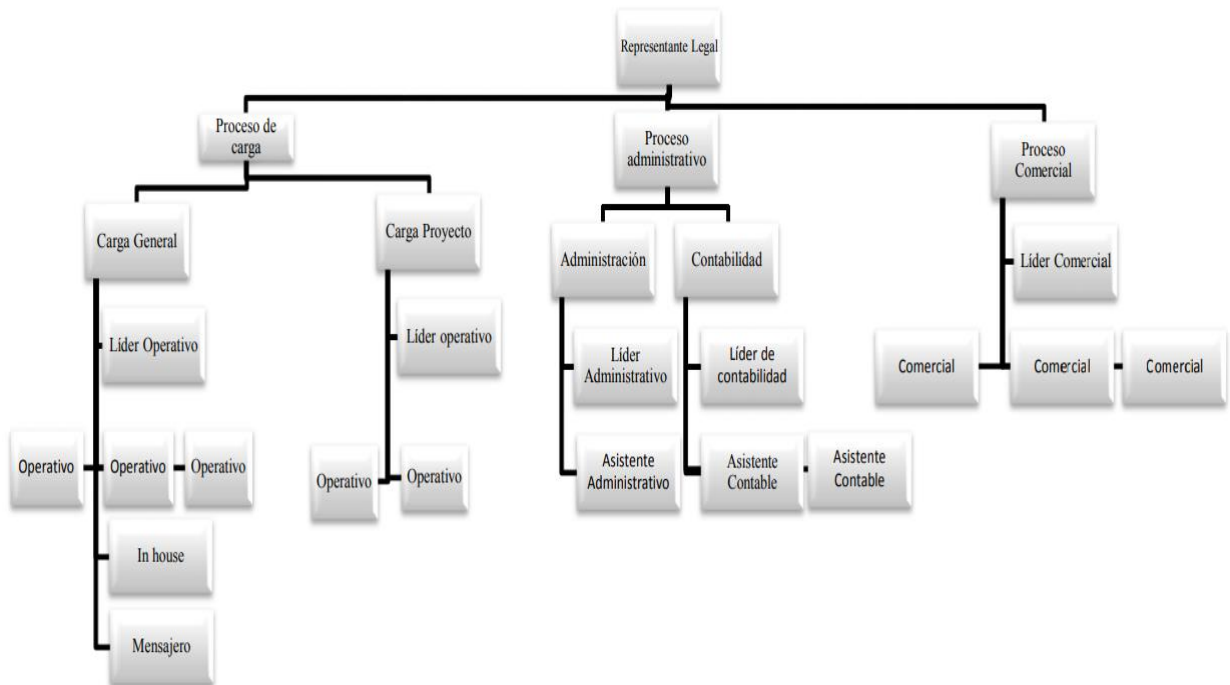 Representante Legal
Proceso de
carga
Proceso
administrativo
Proceso
Comercial
Carga General
Carga Proyecto
Administración
Contabilidad
Líder Comercial
Líder Operativo
Líder operativo
Líder
Administrativo
Líder de
contabilidad
Comercial
Comercial
Comercial
Operativo
Operativo
Operativo
Operativo
Operativo
Asistente
Administrativo
Asistente
Contable
Asistente
Contable
In house
Mensajero